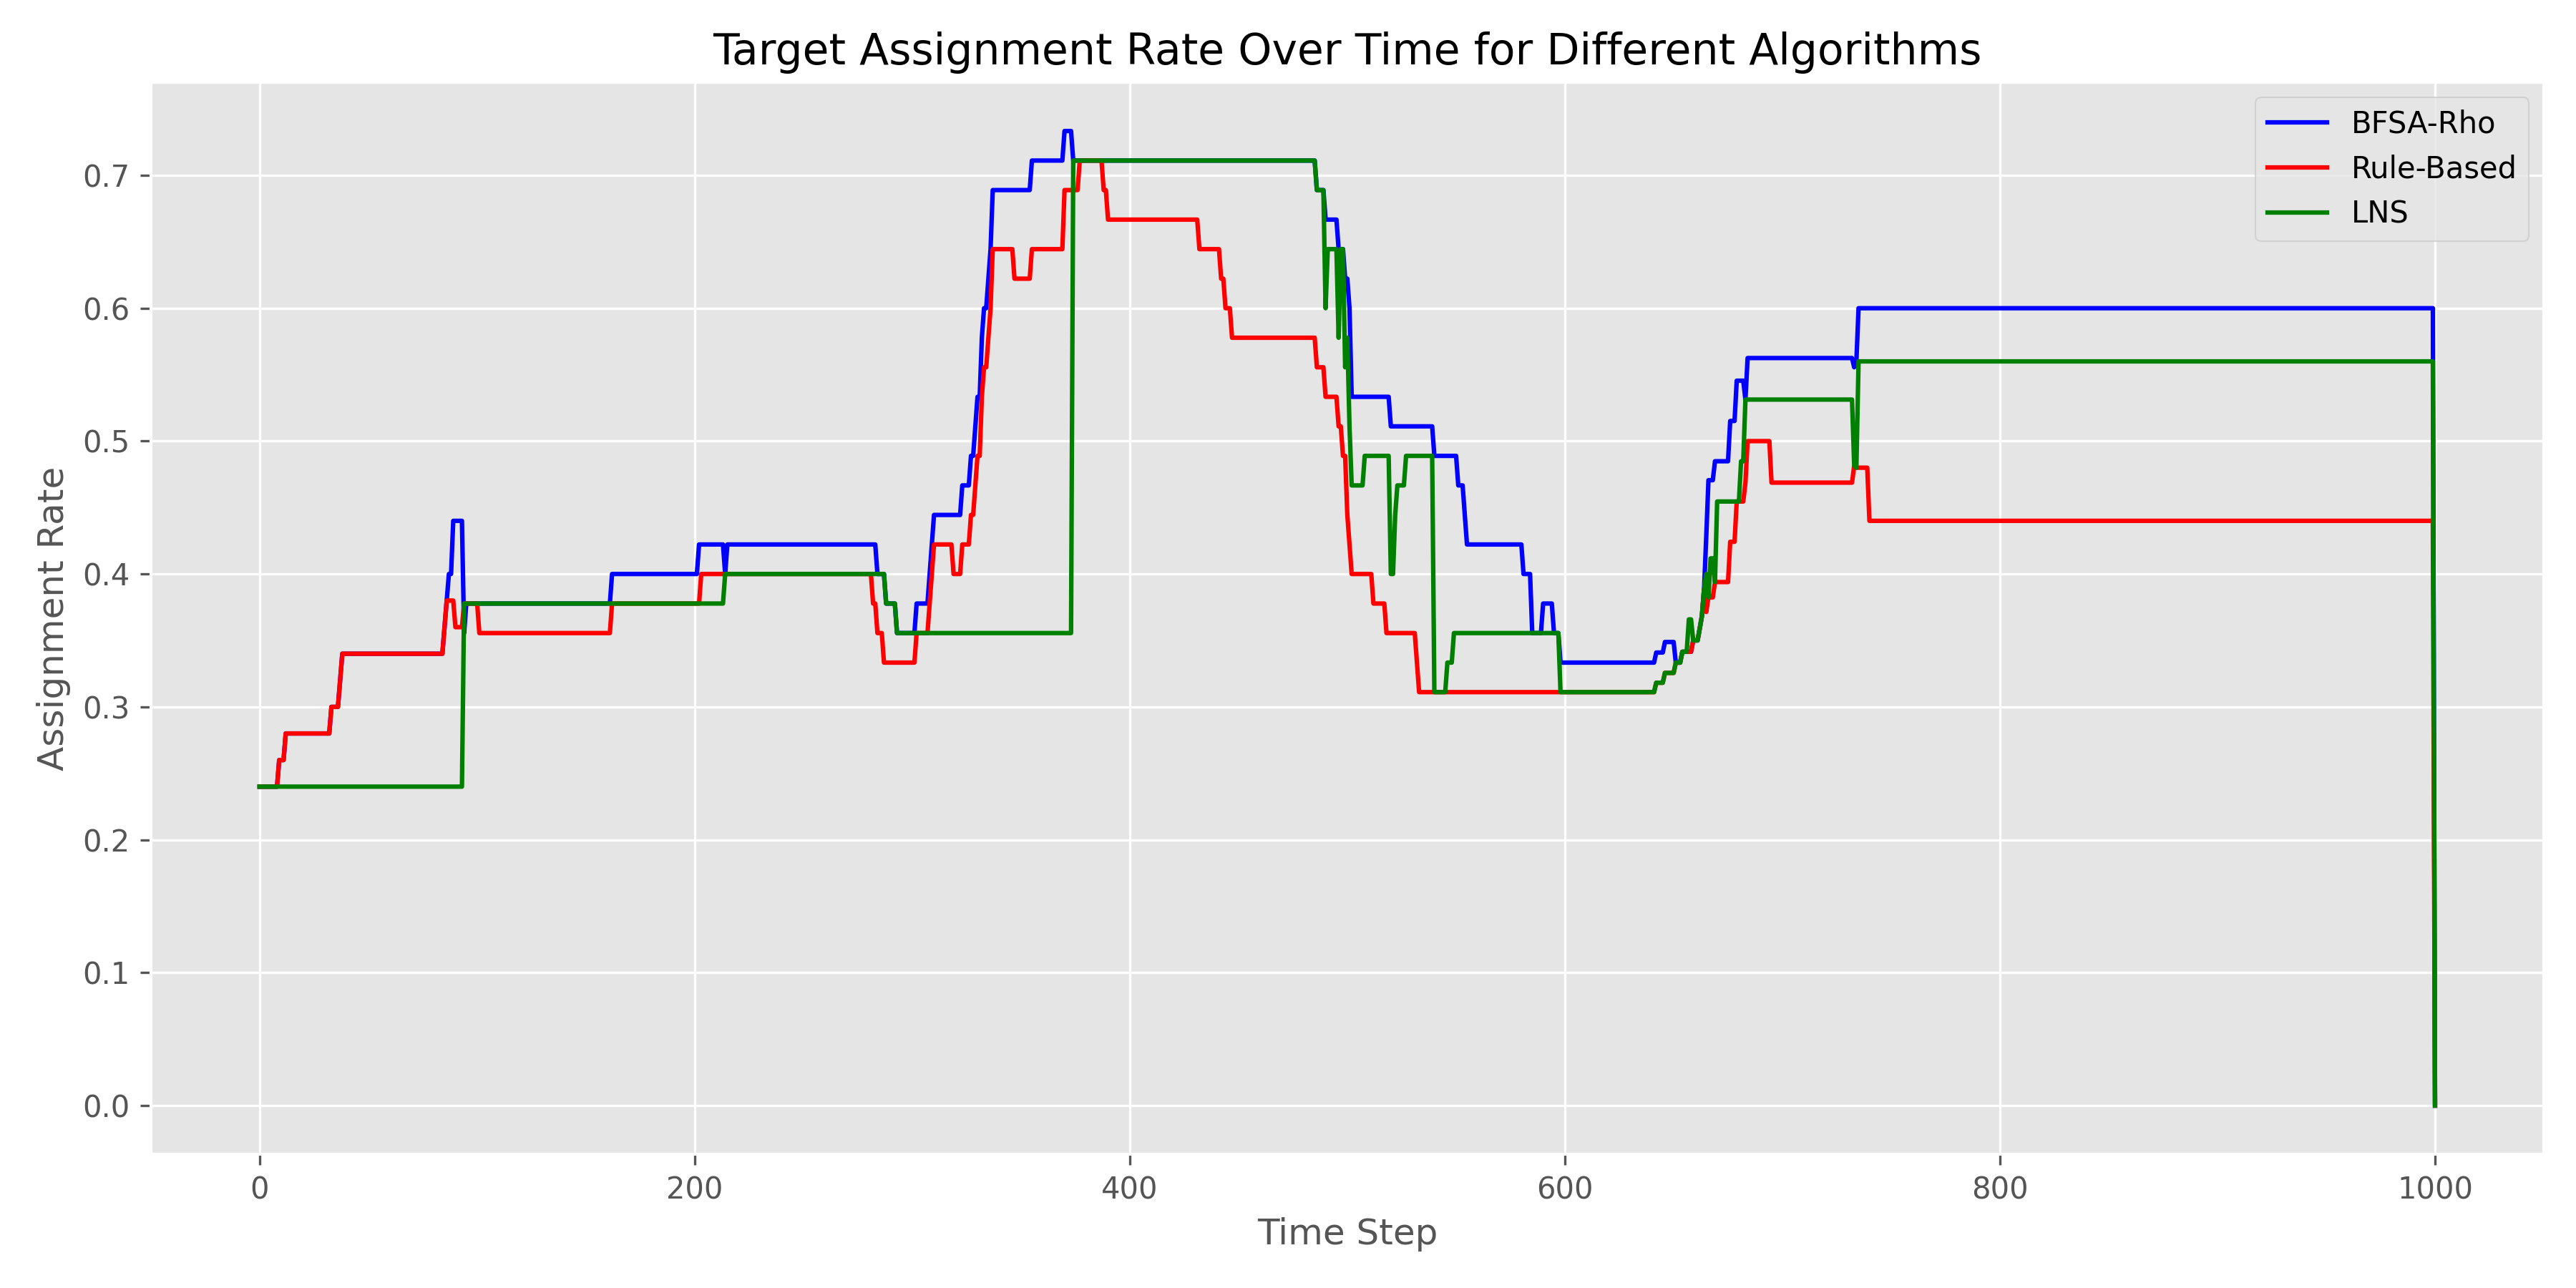 Target Assignment Rate Over Time for Different Algorithms
BFSA-Rho
Rule-Based
LNS
Assignment Rate
0.7
0.6
0.5
0.4
0.3
0.2
0.1
0.0
0 200 400 600 800 1000
Time Step